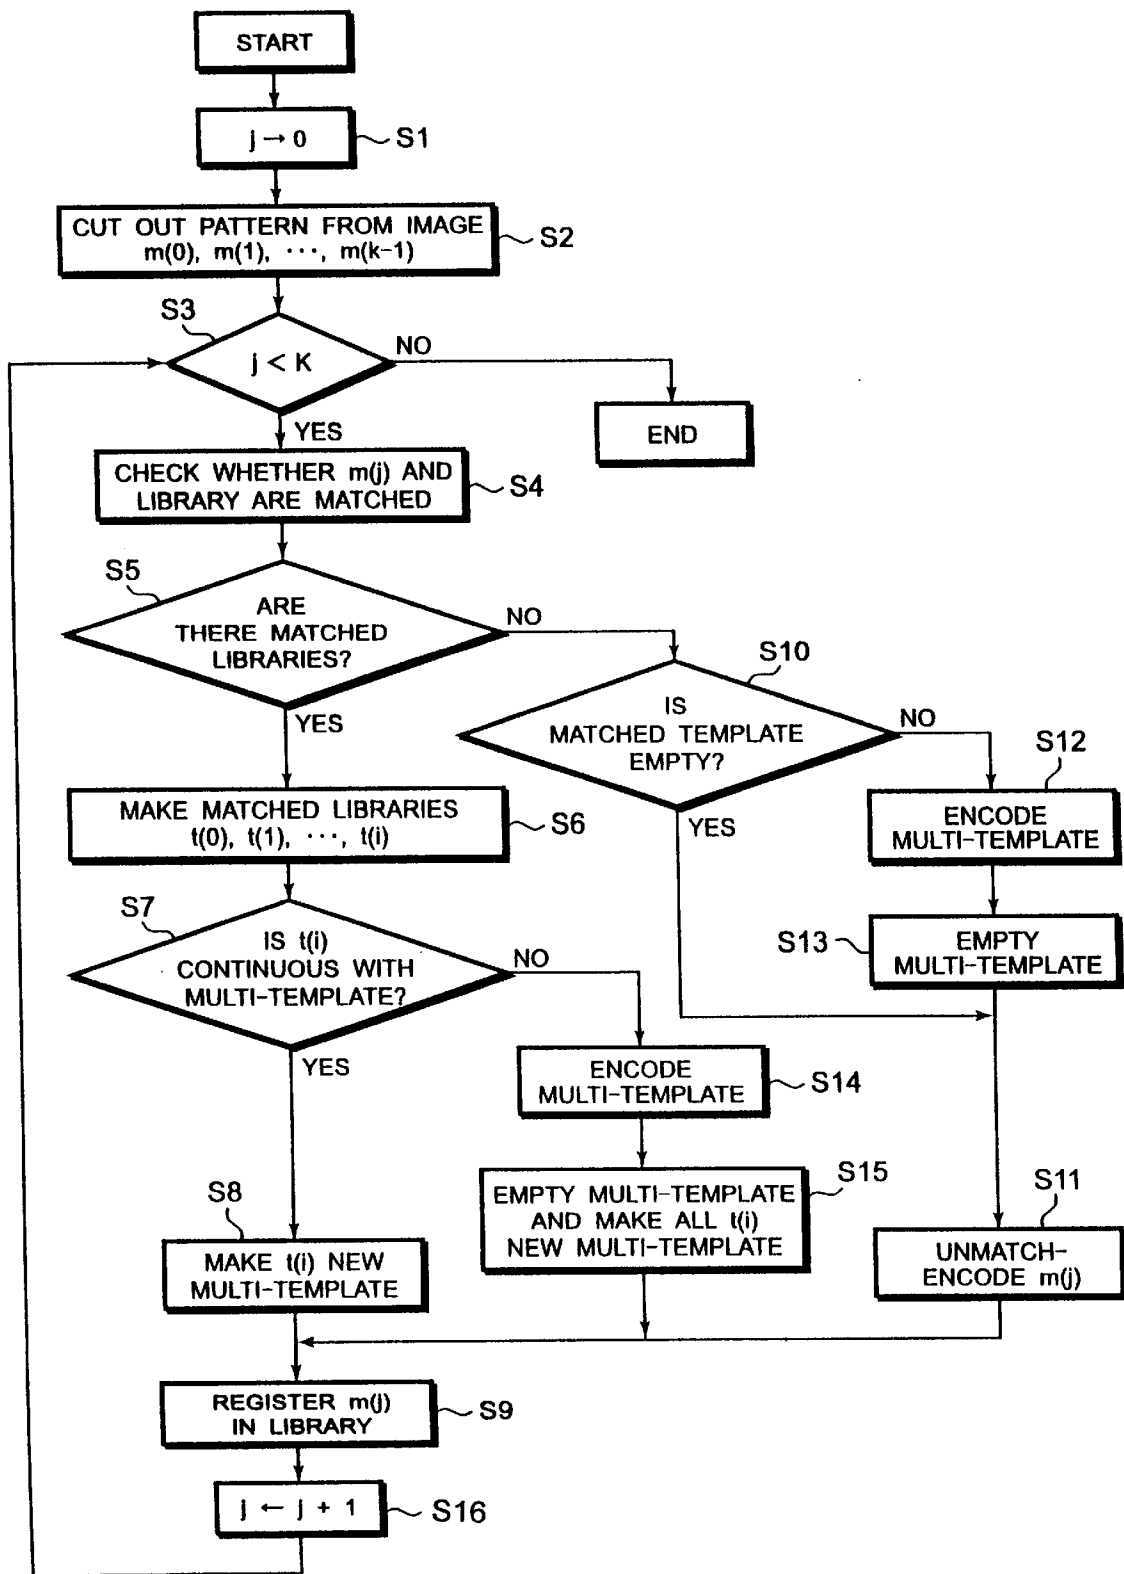 START
j → 0
S1
CUT OUT PATTERN FROM IMAGE
m(0), m(1), ···, m(k-1)
S2
S3
j < K
NO
YES
END
CHECK WHETHER m(j) AND
LIBRARY ARE MATCHED
S4
S5
ARE
THERE MATCHED
LIBRARIES?
NO
YES
S10
IS
MATCHED TEMPLATE
EMPTY?
NO
YES
S12
ENCODE
MULTI-TEMPLATE
MAKE MATCHED LIBRARIES
t(0), t(1), ···, t(i)
S6
S13
EMPTY
MULTI-TEMPLATE
S7
IS t(i)
CONTINUOUS WITH
MULTI-TEMPLATE?
NO
YES
ENCODE
MULTI-TEMPLATE
S14
S15
EMPTY MULTI-TEMPLATE
AND MAKE ALL t(i)
NEW MULTI-TEMPLATE
S8
MAKE t(i) NEW
MULTI-TEMPLATE
S11
UNMATCH-
ENCODE m(j)
REGISTER m(j)
IN LIBRARY
S9
j ← j + 1
S16